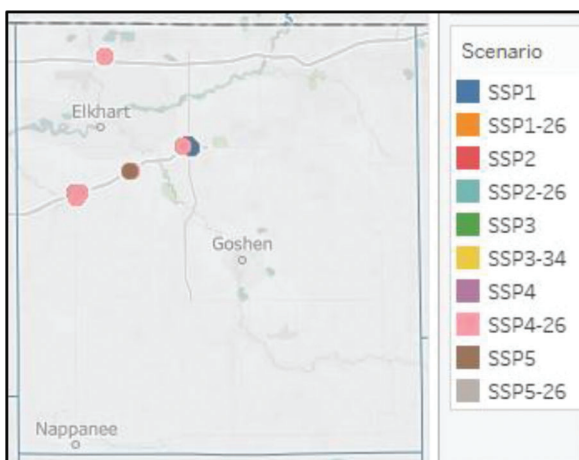 Elkhart
Goshen
Nappanee
Scenario
SSP1
SSP1-26
SSP2
SSP2-26
SSP3
SSP3-34
SSP4
SSP4-26
SSP5
SSP5-26